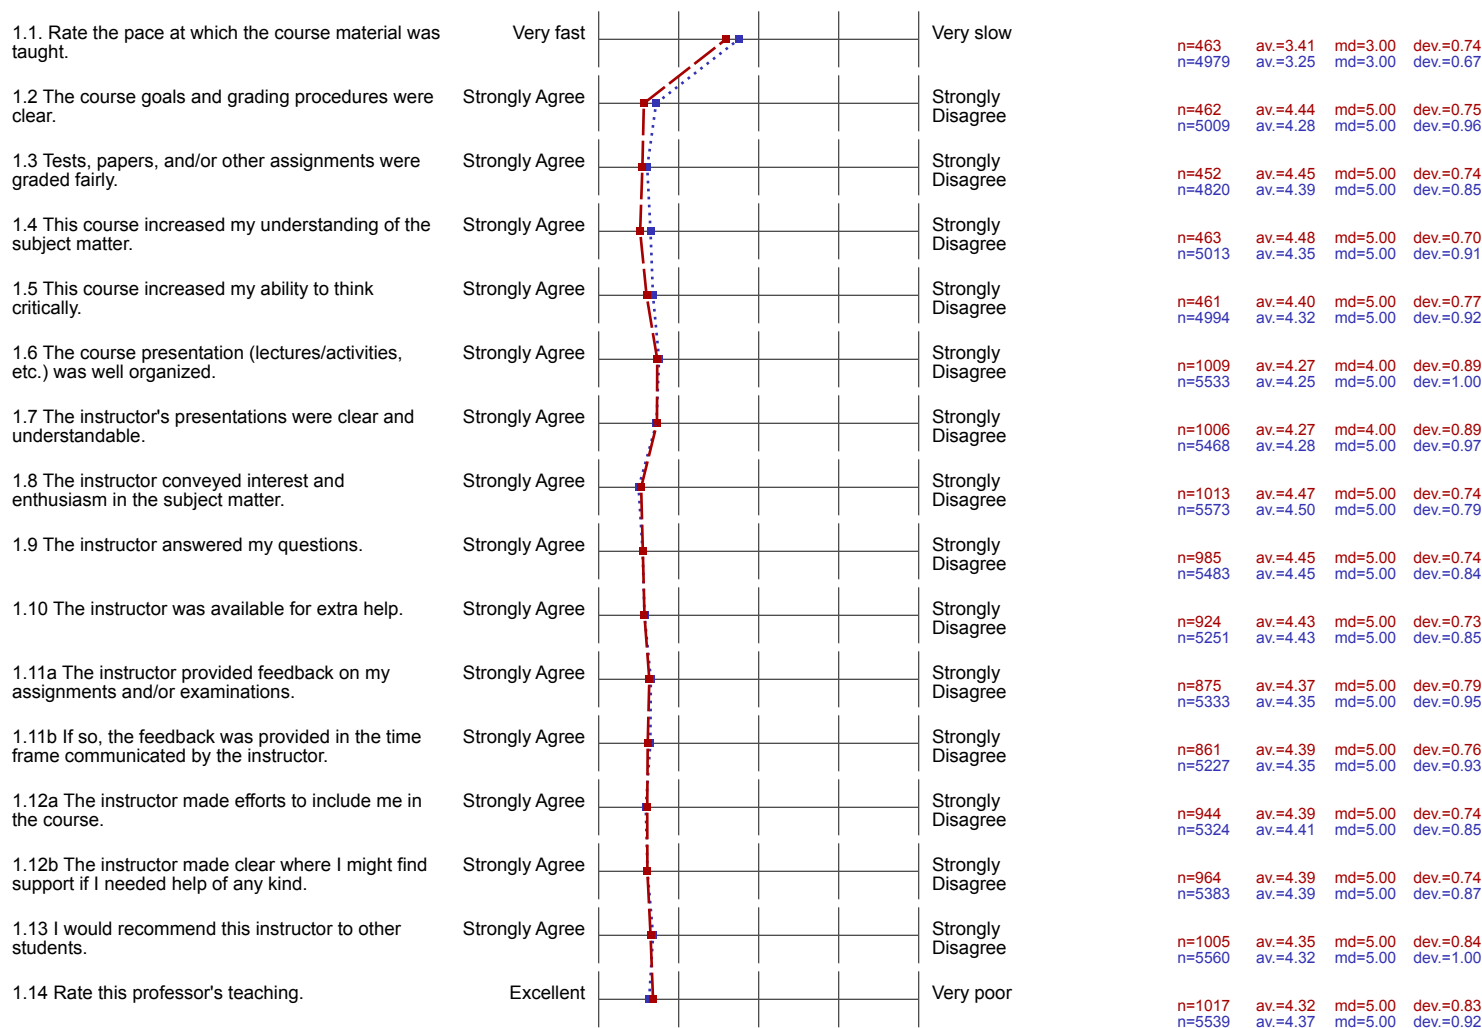 1.1. Rate the pace at which the course material was
taught.
Very fast
Very slow
n=463 av.=3.41 md=3.00 dev.=0.74
n=4979 av.=3.25 md=3.00 dev.=0.67
1.2 The course goals and grading procedures were
clear.
Strongly Agree
Strongly
Disagree
n=462 av.=4.44 md=5.00 dev.=0.75
n=5009 av.=4.28 md=5.00 dev.=0.96
1.3 Tests, papers, and/or other assignments were
graded fairly.
Strongly Agree
Strongly
Disagree
n=452 av.=4.45 md=5.00 dev.=0.74
n=4820 av.=4.39 md=5.00 dev.=0.85
1.4 This course increased my understanding of the
subject matter.
Strongly Agree
Strongly
Disagree
n=463 av.=4.48 md=5.00 dev.=0.70
n=5013 av.=4.35 md=5.00 dev.=0.91
1.5 This course increased my ability to think
critically.
Strongly Agree
Strongly
Disagree
n=461 av.=4.40 md=5.00 dev.=0.77
n=4994 av.=4.32 md=5.00 dev.=0.92
1.6 The course presentation (lectures/activities,
etc.) was well organized.
Strongly Agree
Strongly
Disagree
n=1009 av.=4.27 md=4.00 dev.=0.89
n=5533 av.=4.25 md=5.00 dev.=1.00
1.7 The instructor's presentations were clear and
understandable.
Strongly Agree
Strongly
Disagree
n=1006 av.=4.27 md=4.00 dev.=0.89
n=5468 av.=4.28 md=5.00 dev.=0.97
1.8 The instructor conveyed interest and
enthusiasm in the subject matter.
Strongly Agree
Strongly
Disagree
n=1013 av.=4.47 md=5.00 dev.=0.74
n=5573 av.=4.50 md=5.00 dev.=0.79
1.9 The instructor answered my questions.
Strongly Agree
Strongly
Disagree
n=985 av.=4.45 md=5.00 dev.=0.74
n=5483 av.=4.45 md=5.00 dev.=0.84
1.10 The instructor was available for extra help.
Strongly Agree
Strongly
Disagree
n=924 av.=4.43 md=5.00 dev.=0.73
n=5251 av.=4.43 md=5.00 dev.=0.85
1.11a The instructor provided feedback on my
assignments and/or examinations.
Strongly Agree
Strongly
Disagree
n=875 av.=4.37 md=5.00 dev.=0.79
n=5333 av.=4.35 md=5.00 dev.=0.95
1.11b If so, the feedback was provided in the time
frame communicated by the instructor.
Strongly Agree
Strongly
Disagree
n=861 av.=4.39 md=5.00 dev.=0.76
n=5227 av.=4.35 md=5.00 dev.=0.93
1.12a The instructor made efforts to include me in
the course.
Strongly Agree
Strongly
Disagree
n=944 av.=4.39 md=5.00 dev.=0.74
n=5324 av.=4.41 md=5.00 dev.=0.85
1.12b The instructor made clear where I might find
support if I needed help of any kind.
Strongly Agree
Strongly
Disagree
n=964 av.=4.39 md=5.00 dev.=0.74
n=5383 av.=4.39 md=5.00 dev.=0.87
1.13 I would recommend this instructor to other
students.
Strongly Agree
Strongly
Disagree
n=1005 av.=4.35 md=5.00 dev.=0.84
n=5560 av.=4.32 md=5.00 dev.=1.00
1.14 Rate this professor's teaching.
Excellent
Very poor
n=1017 av.=4.32 md=5.00 dev.=0.83
n=5539 av.=4.37 md=5.00 dev.=0.92